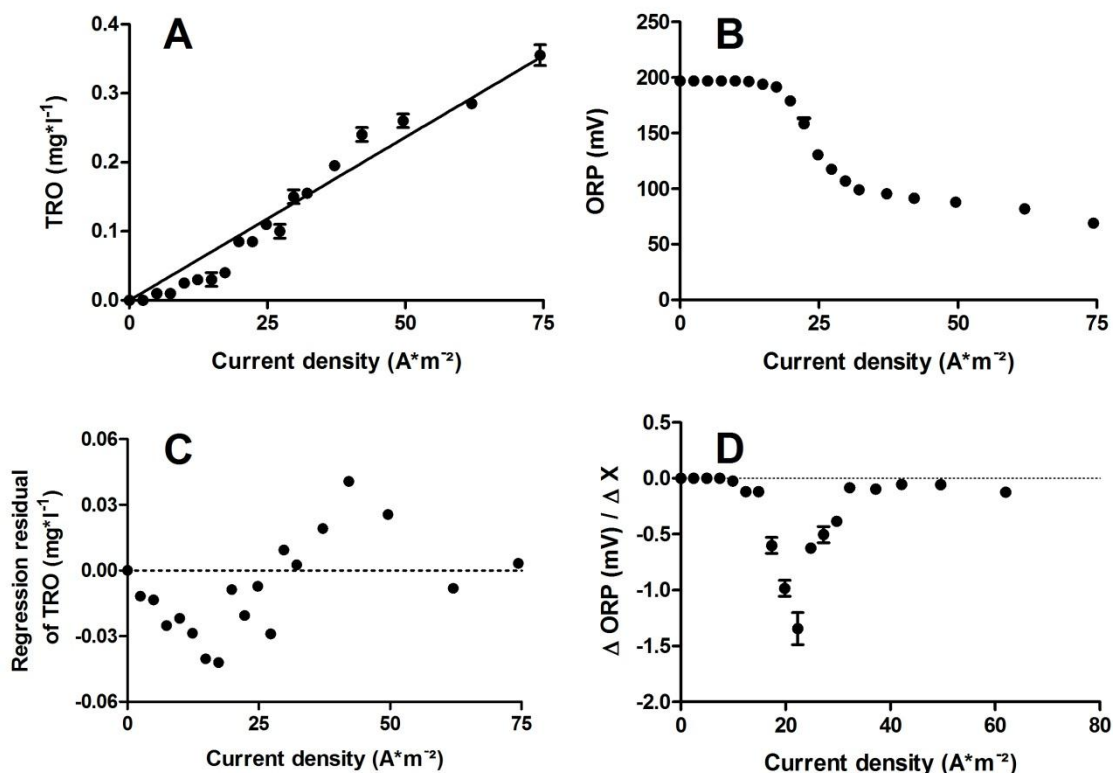 A
TRO (mg*l⁻¹)
0.4
0.3
0.2
0.1
0.0
0 25 50 75
Current density (A*m⁻²)
B
ORP (mV)
250
200
150
100
50
0
0 25 50 75
Current density (A*m⁻²)
C
Regression residual
of TRO (mg*l⁻¹)
0.06
0.03
0.00
-0.03
-0.06
0 25 50 75
Current density (A*m⁻²)
D
Δ ORP (mV) / Δ X
0.5
0.0
-0.5
-1.0
-1.5
-2.0
0 20 40 60 80
Current density (A*m⁻²)